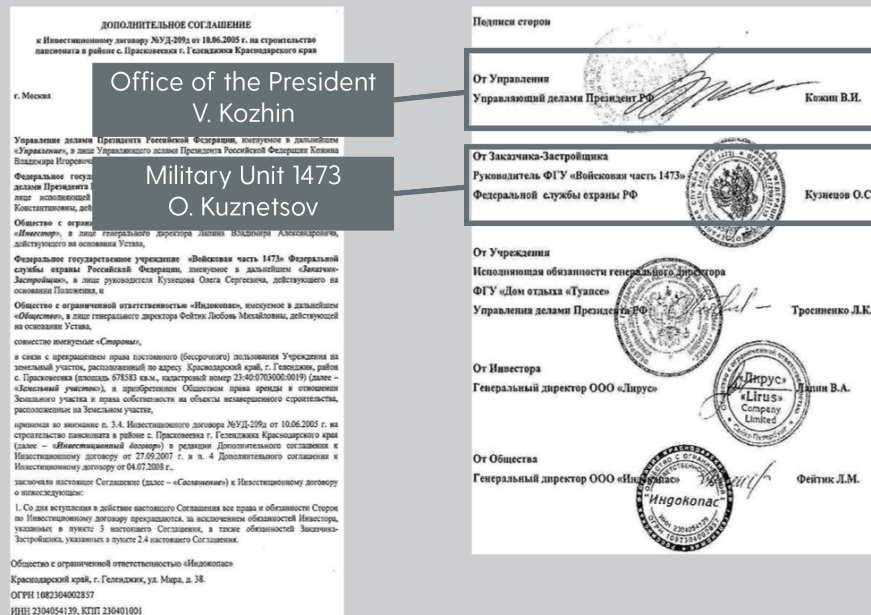 ДОПОЛНИТЕЛЬНОЕ СОГЛАШЕНИЕ
к Инвестиционному договору №УД-209д от 10.06.2005 г. на строительство
пансионата в районе с. Прасковеевка г. Геленджика Краснодарского края
г. Москва
Office of the President
V. Kozhin
Управление делами Президента Российской Федерации, именуемое в дальнейшем
«Управление», в лице Управляющего делами Президента Российской Федерации Кожина
Владимира Игоревич
Military Unit 1473
O. Kuznetsov
Федеральное госуд
делами Президента
лице исполняющей
Константиновны, дей
Общество с ограни
«Инвестор», в лице генерального директора Лапина Владимира Александровича,
действующего на основании Устава,
Федеральное государственное учреждение «Войсковая часть 1473» Федеральной
службы охраны Российской Федерации, именуемое в дальнейшем «Заказчик-
Застройщик», в лице руководителя Кузнецова Олега Сергеевича, действующего на
основании Положения, и
Общество с ограниченной ответственностью «Индокопас», именуемое в дальнейшем
«Общество», в лице генерального директора Фейтик Любовь Михайловны, действующей
на основании Устава,
совместно именуемые «Стороны»,
в связи с прекращением права постоянного (бессрочного) пользования Учреждения на
земельный участок, расположенный по адресу Краснодарский край, г. Геленджик, район
с. Прасковеевка (площадь 678583 кв.м., кадастровый номер 23:40:0703000:0019) (далее –
«Земельный участок»), и приобретением Обществом права аренды в отношении
Земельного участка и права собственности на объекты незавершенного строительства,
расположенные на Земельном участке,
принимая во внимание п. 3.4. Инвестиционного договора №УД-209д от 10.06.2005 г. на
строительство пансионата в районе с. Прасковеевка г. Геленджика Краснодарского края
(далее – «Инвестиционный договор») в редакции Дополнительного соглашения к
Инвестиционному договору от 27.09.2007 г. и п. 4 Дополнительного соглашения к
Инвестиционному договору от 04.07.2008 г.,
заключили настоящее Соглашение (далее – «Соглашение») к Инвестиционному договору
о нижеследующем:
1. Со дня вступления в действие настоящего Соглашения все права и обязанности Сторон
по Инвестиционному договору прекращаются, за исключением обязанностей Инвестора,
указанных в пункте 3 настоящего Соглашения, а также обязанностей Заказчика-
Застройщика, указанных в пункте 2.4 настоящего Соглашения.
Общество с ограниченной ответственностью «Индокопас»
Краснодарский край, г. Геленджик, ул. Мира, д. 38.
ОГРН 1082304002857
ИНН 2304054139, КПП 230401001
Подписи сторон
От Управления
Управляющий делами Президент РФ
Кожин В.И.
От Заказчика-Застройщика
Руководитель ФГУ «Войсковая часть 1473»
Федеральной службы охраны РФ
Кузнецов О.С
От Учреждения
Исполняющая обязанности генерального директора
ФГУ «Дом отдыха «Туапсе»
Управления делами Президента РФ
Тросиненко Л.К.
От Инвестора
Генеральный директор ООО «Лирус»
Лапин В.А.
«Лирус»
«Lirus»
Company
Limited
Санкт-Петербург
От Общества
Генеральный директор ООО «Индокопас»
Фейтик Л.М.
"Индокопас"
ИНН 2304054139
ОГРН 1082304002857